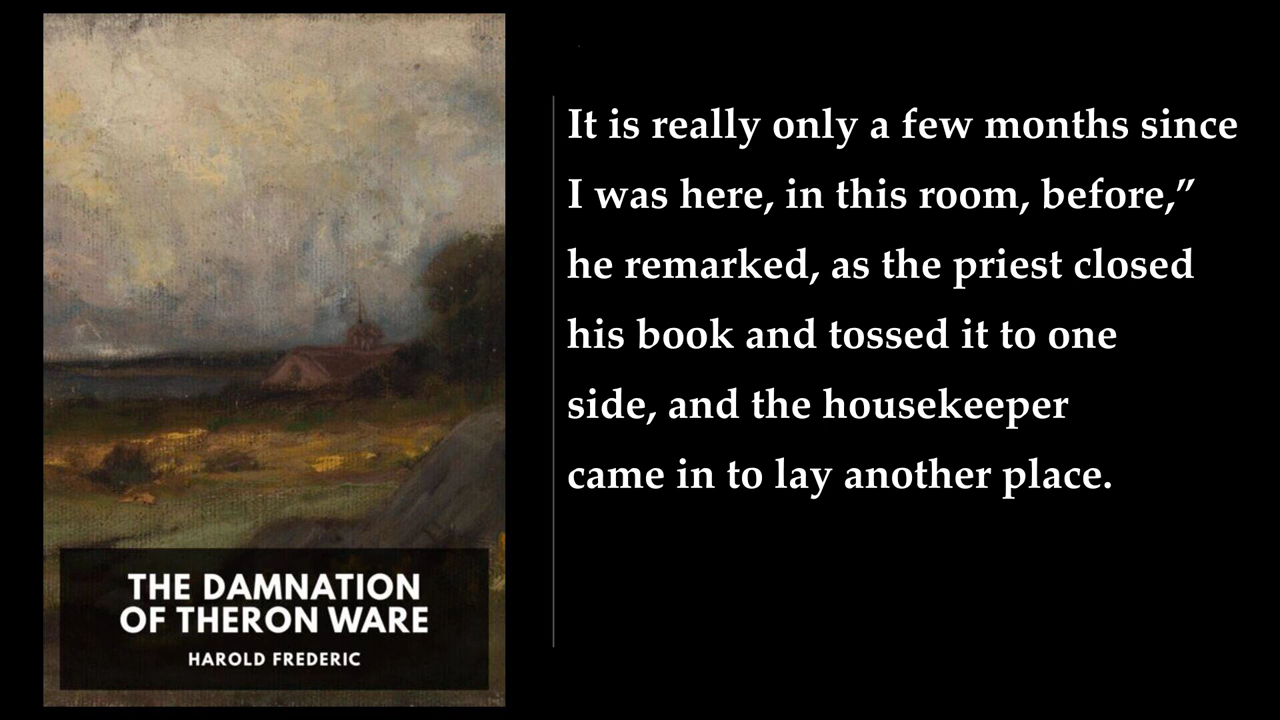 It is really only a few months since
I was here, in this room, before,”
he remarked, as the priest closed
his book and tossed it to one
side, and the housekeeper
came in to lay another place.
THE DAMNATION
OF THERON WARE
HAROLD FREDERIC